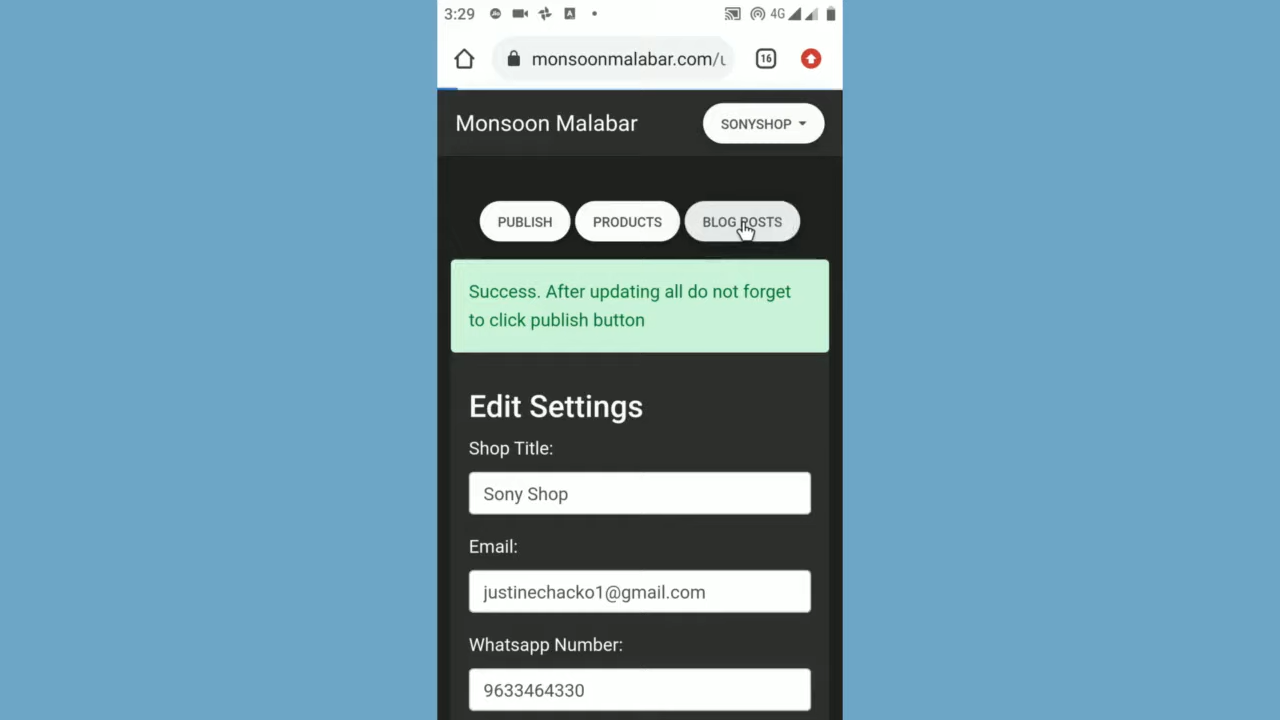 3:29 4G
monsoonmalabar.com/u 16
Monsoon Malabar SONYSHOP
PUBLISH PRODUCTS BLOG POSTS
Success. After updating all do not forget
to click publish button
Edit Settings
Shop Title:
Sony Shop
Email:
justinechacko1@gmail.com
Whatsapp Number:
9633464330